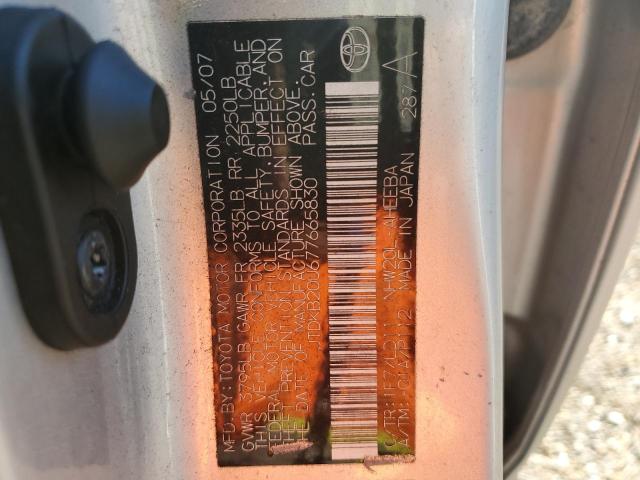 MFD BY: TOYOTA MOTOR CORPORATION 05/07
GVWR 3795LB GAWR FR 2335LB RR 2250LB
THIS VEHICLE CONFORMS TO ALL APPLICABLE
FEDERAL MOTOR VEHICLE SAFETY, BUMPER, AND
THEFT PREVENTION STANDARDS IN EFFECT ON
THE DATE OF MANUFACTURE SHOWN ABOVE.
JTDKB20U677665830 PASS. CAR
C/TR: 1F7/LD11 NHW20L-AHEEBA
A/TM: -01A/P112 MADE IN JAPAN
287A